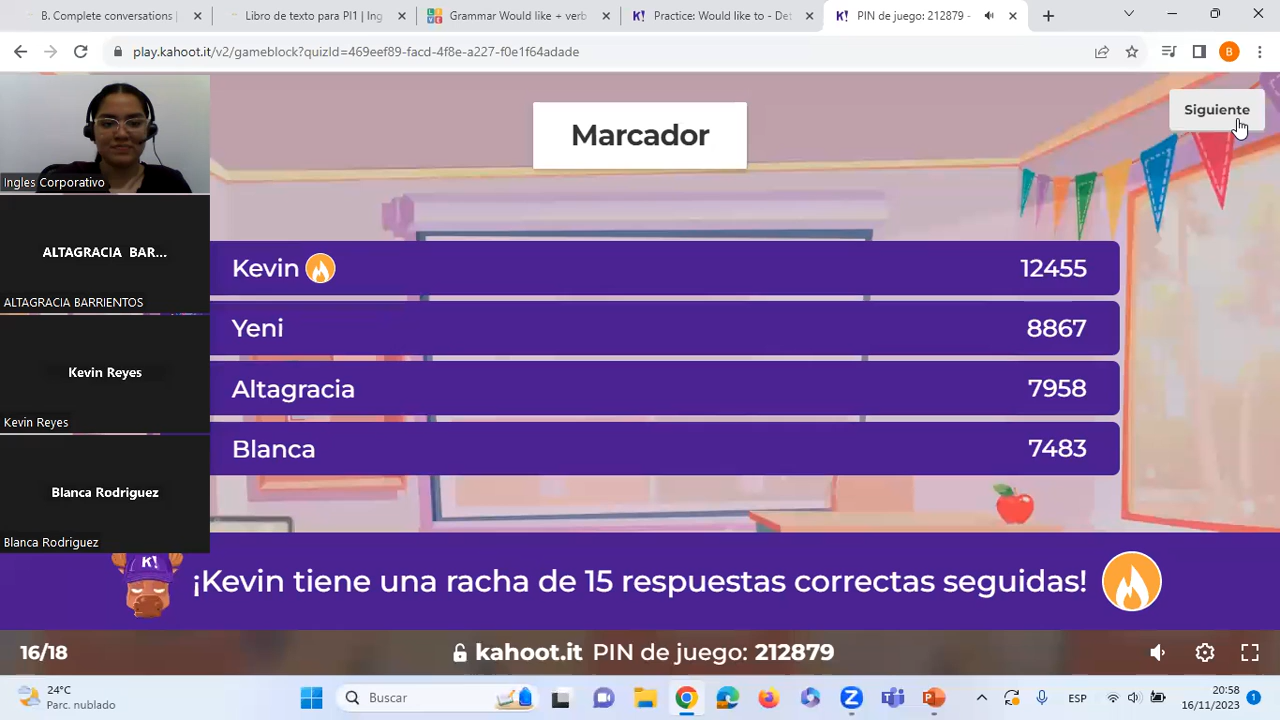 B. Complete conversations
Libro de texto para PI1 | Ing
Grammar Would like + verb
Practice: Would like to - Det
PIN de juego: 212879 -
play.kahoot.it/v2/gameblock?quizId=469eef89-facd-4f8e-a227-f0e1f64adade
B
Marcador
Siguiente
Ingles Corporativo
ALTAGRACIA BAR...
ALTAGRACIA BARRIENTOS
Kevin Reyes
Kevin Reyes
Blanca Rodriguez
Blanca Rodriguez
Kevin 12455
Yeni 8867
Altagracia 7958
Blanca 7483
K!
¡Kevin tiene una racha de 15 respuestas correctas seguidas!
16/18
kahoot.it PIN de juego: 212879
24°C
Parc. nublado
Buscar
ESP
20:58
16/11/2023
1